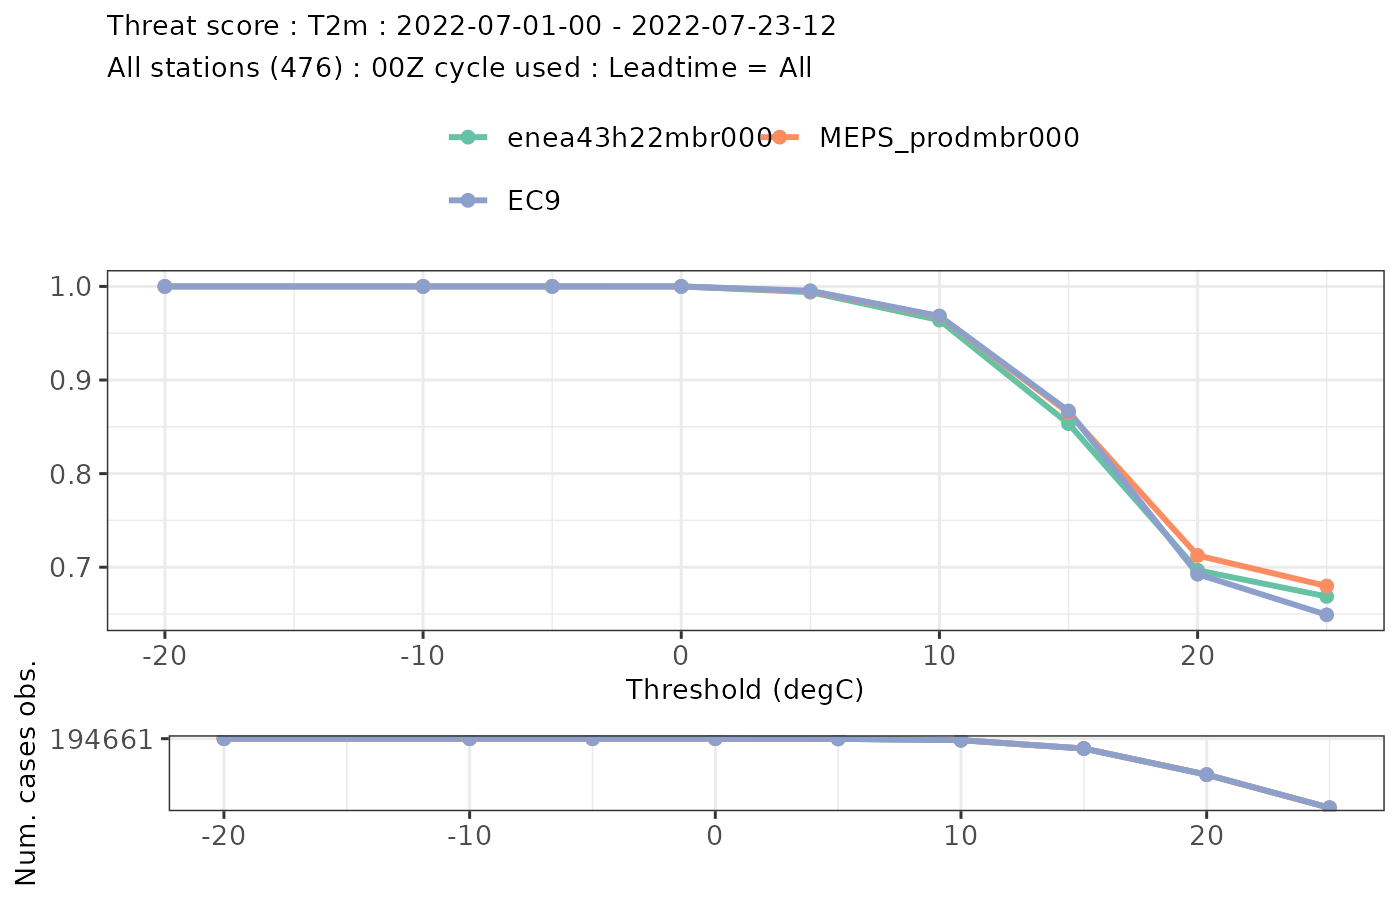 Threat score : T2m : 2022-07-01-00 - 2022-07-23-12
All stations (476) : 00Z cycle used : Leadtime = All
enea43h22mbr000 MEPS_prodmbr000
EC9
1.0
0.9
0.8
0.7
-20 -10 0 10 20
Threshold (degC)
Num. cases obs.
194661
-20 -10 0 10 20